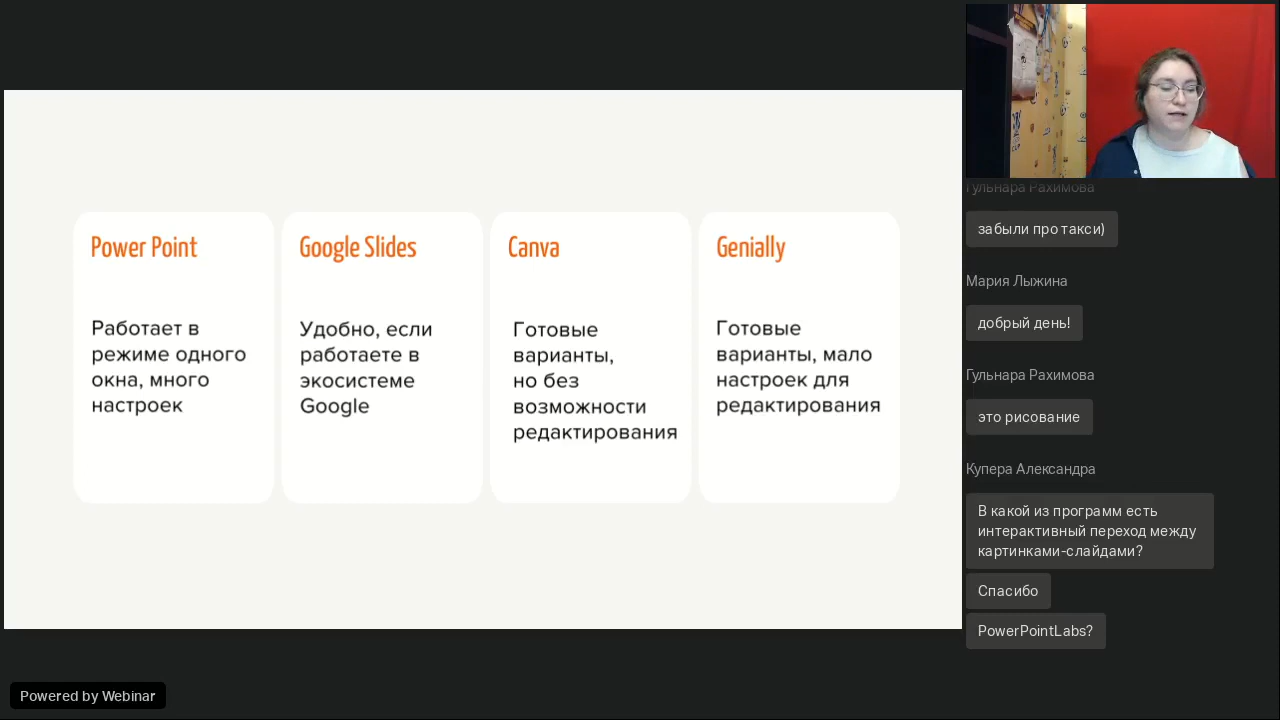 Power Point
Работает в
режиме одного
окна, много
настроек
Google Slides
Удобно, если
работаете в
экосистеме
Google
Canva
Готовые
варианты,
но без
возможности
редактирования
Genially
Готовые
варианты, мало
настроек для
редактирования
Гульнара Рахимова
забыли про такси)
Мария Лыжина
добрый день!
Гульнара Рахимова
это рисование
Купера Александра
В какой из программ есть
интерактивный переход между
картинками-слайдами?
Спасибо
PowerPointLabs?
Powered by Webinar